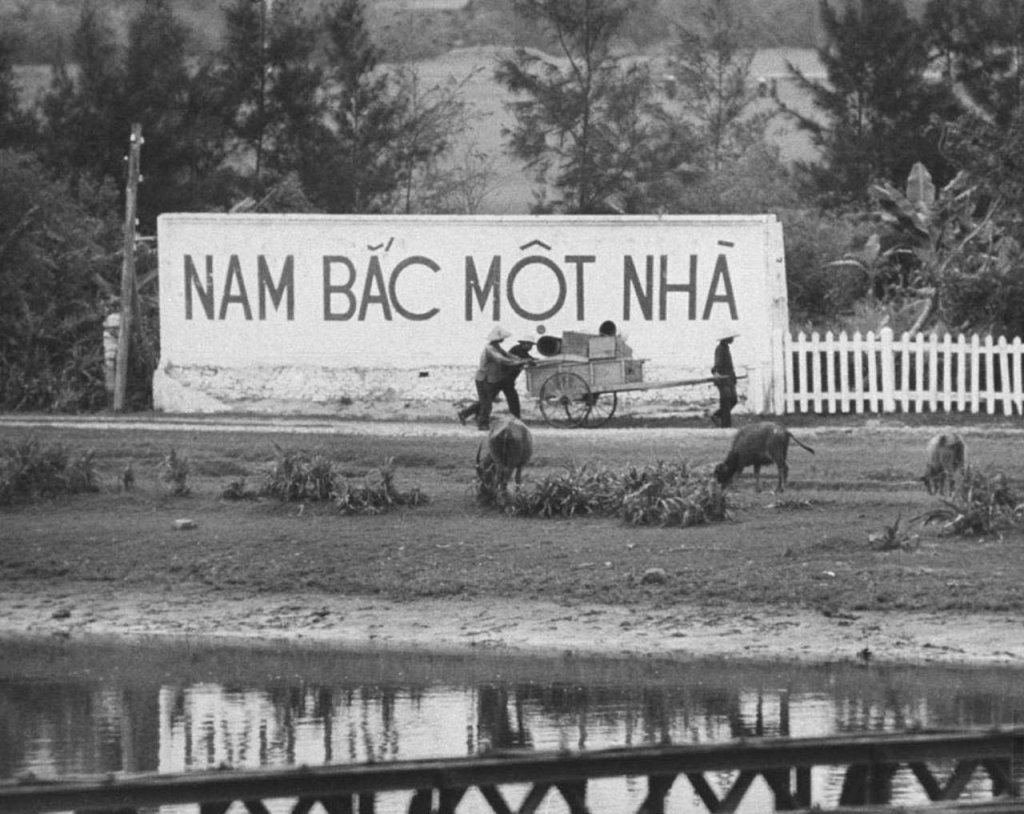 NAM BẮC MỘT NHÀ